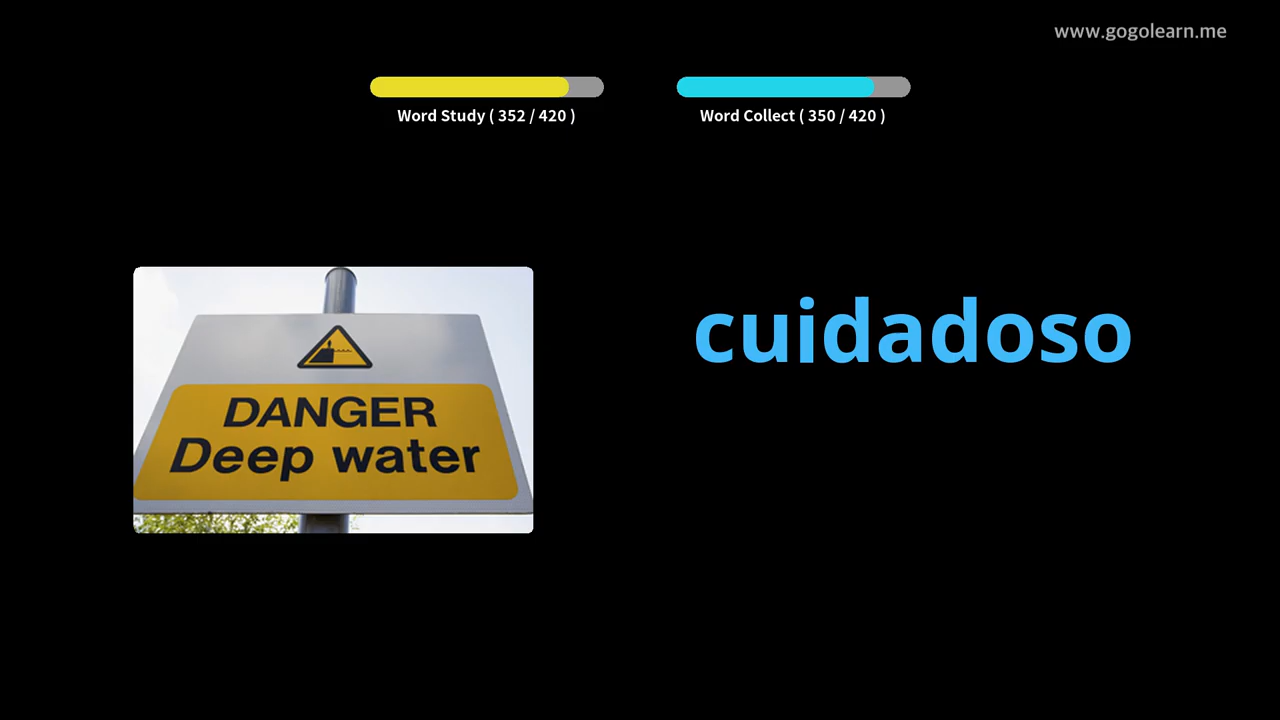 www.gogolearn.me
Word Study ( 352 / 420 )
Word Collect ( 350 / 420 )
cuidadoso
DANGER
Deep water